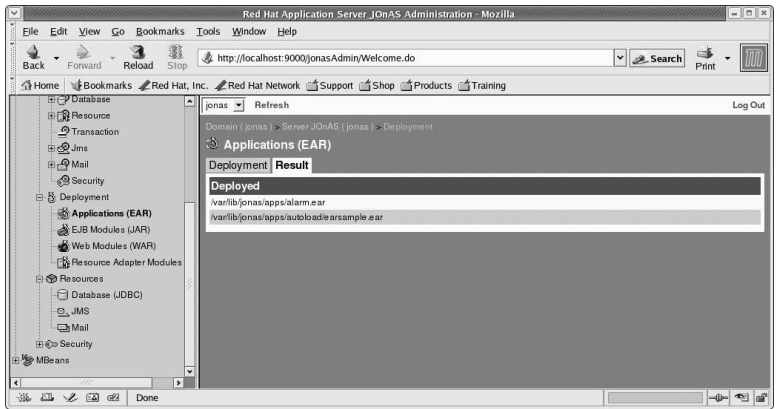 Red Hat Application Server JOnAS Administration - Mozilla
File Edit View Go Bookmarks Tools Window Help
Back Forward Reload Stop http://localhost:9000/jonasAdmin/Welcome.do Search Print
Home Bookmarks Red Hat, Inc. Red Hat Network Support Shop Products Training
Database
Resource
Transaction
Jms
Mail
Security
Deployment
Applications (EAR)
EJB Modules (JAR)
Web Modules (WAR)
Resource Adapter Modules
Resources
Database (JDBC)
JMS
Mail
Security
MBeans
jonas Refresh Log Out
Domain ( jonas ) > Server JOnAS ( jonas ) > Deployment
Applications (EAR)
Deployment Result
Deployed
/var/lib/jonas/apps/alarm.ear
/var/lib/jonas/apps/autoload/earsample.ear
Done